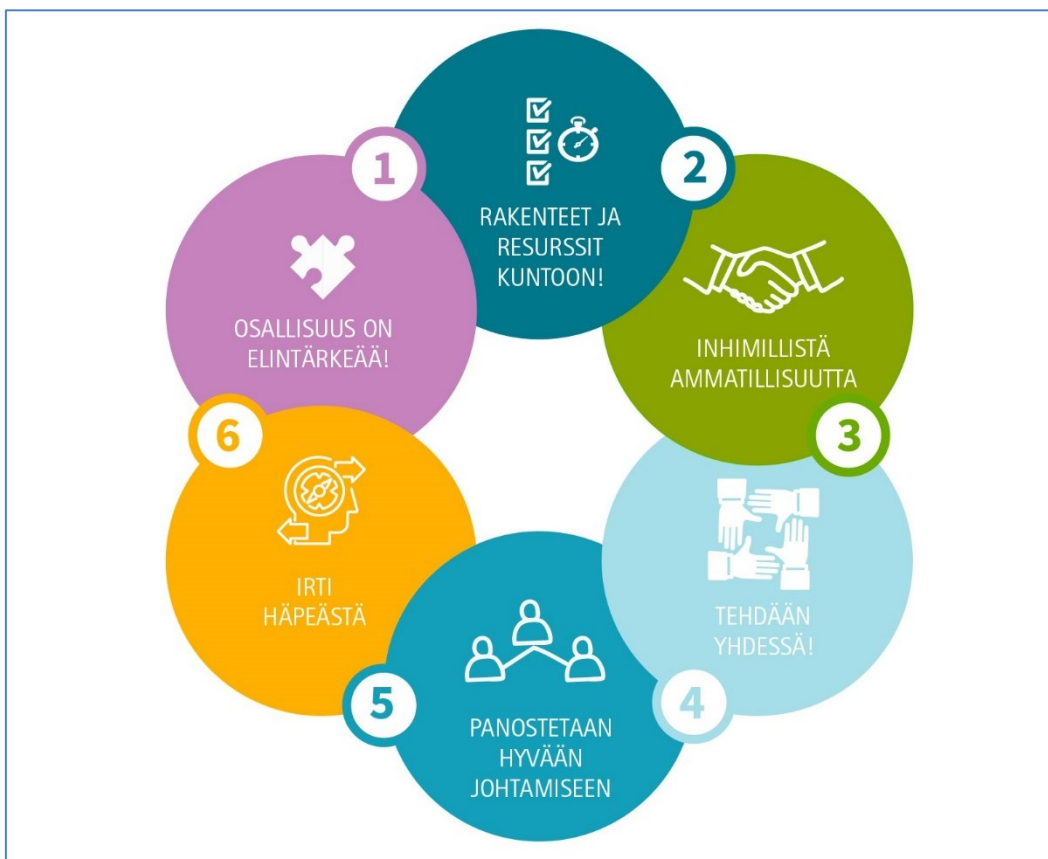 1
OSALLISUUS ON
ELINTÄRKEÄÄ!
2
RAKENTEET JA
RESURSSIT
KUNTOON!
3
INHIMILLISTÄ
AMMATILLISUUTTA
4
TEHDÄÄN
YHDESSÄ!
5
PANOSTETAAN
HYVÄÄN
JOHTAMISEEN
6
IRTI
HÄPEÄSTÄ